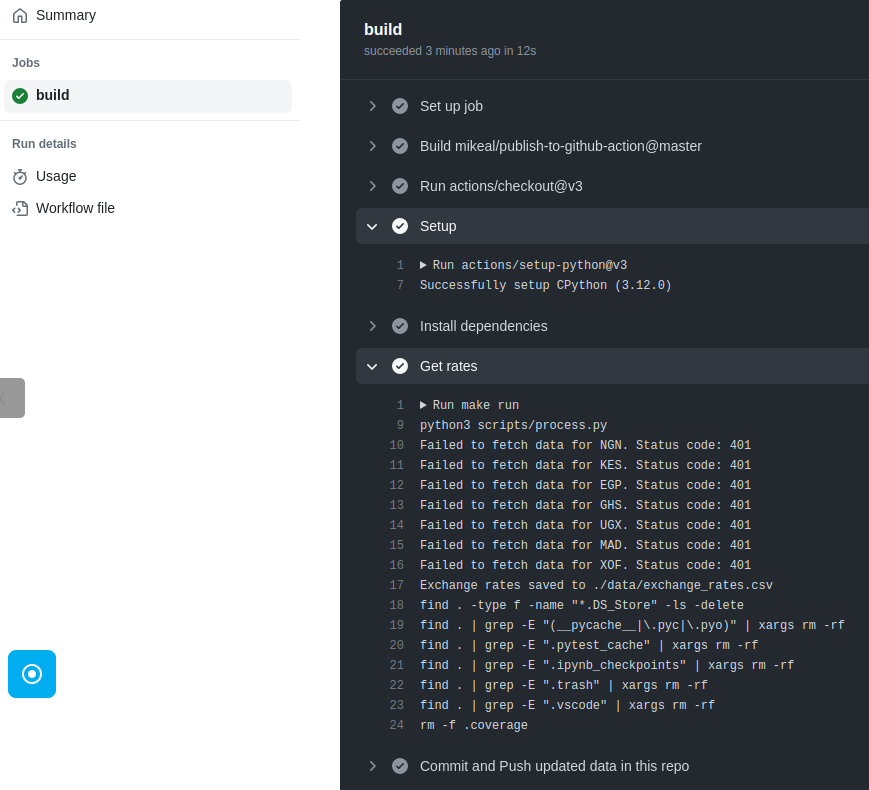 Summary
Jobs
build
Run details
Usage
Workflow file
build
succeeded 3 minutes ago in 12s
Set up job
Build mikeal/publish-to-github-action@master
Run actions/checkout@v3
Setup
1 Run actions/setup-python@v3
7 Successfully setup CPython (3.12.0)
Install dependencies
Get rates
1 Run make run
9 python3 scripts/process.py
10 Failed to fetch data for NGN. Status code: 401
11 Failed to fetch data for KES. Status code: 401
12 Failed to fetch data for EGP. Status code: 401
13 Failed to fetch data for GHS. Status code: 401
14 Failed to fetch data for UGX. Status code: 401
15 Failed to fetch data for MAD. Status code: 401
16 Failed to fetch data for XOF. Status code: 401
17 Exchange rates saved to ./data/exchange_rates.csv
18 find . -type f -name "*.DS_Store" -ls -delete
19 find . | grep -E "(__pycache__|\.pyc|\.pyo)" | xargs rm -rf
20 find . | grep -E ".pytest_cache" | xargs rm -rf
21 find . | grep -E ".ipynb_checkpoints" | xargs rm -rf
22 find . | grep -E ".trash" | xargs rm -rf
23 find . | grep -E ".vscode" | xargs rm -rf
24 rm -f .coverage
Commit and Push updated data in this repo